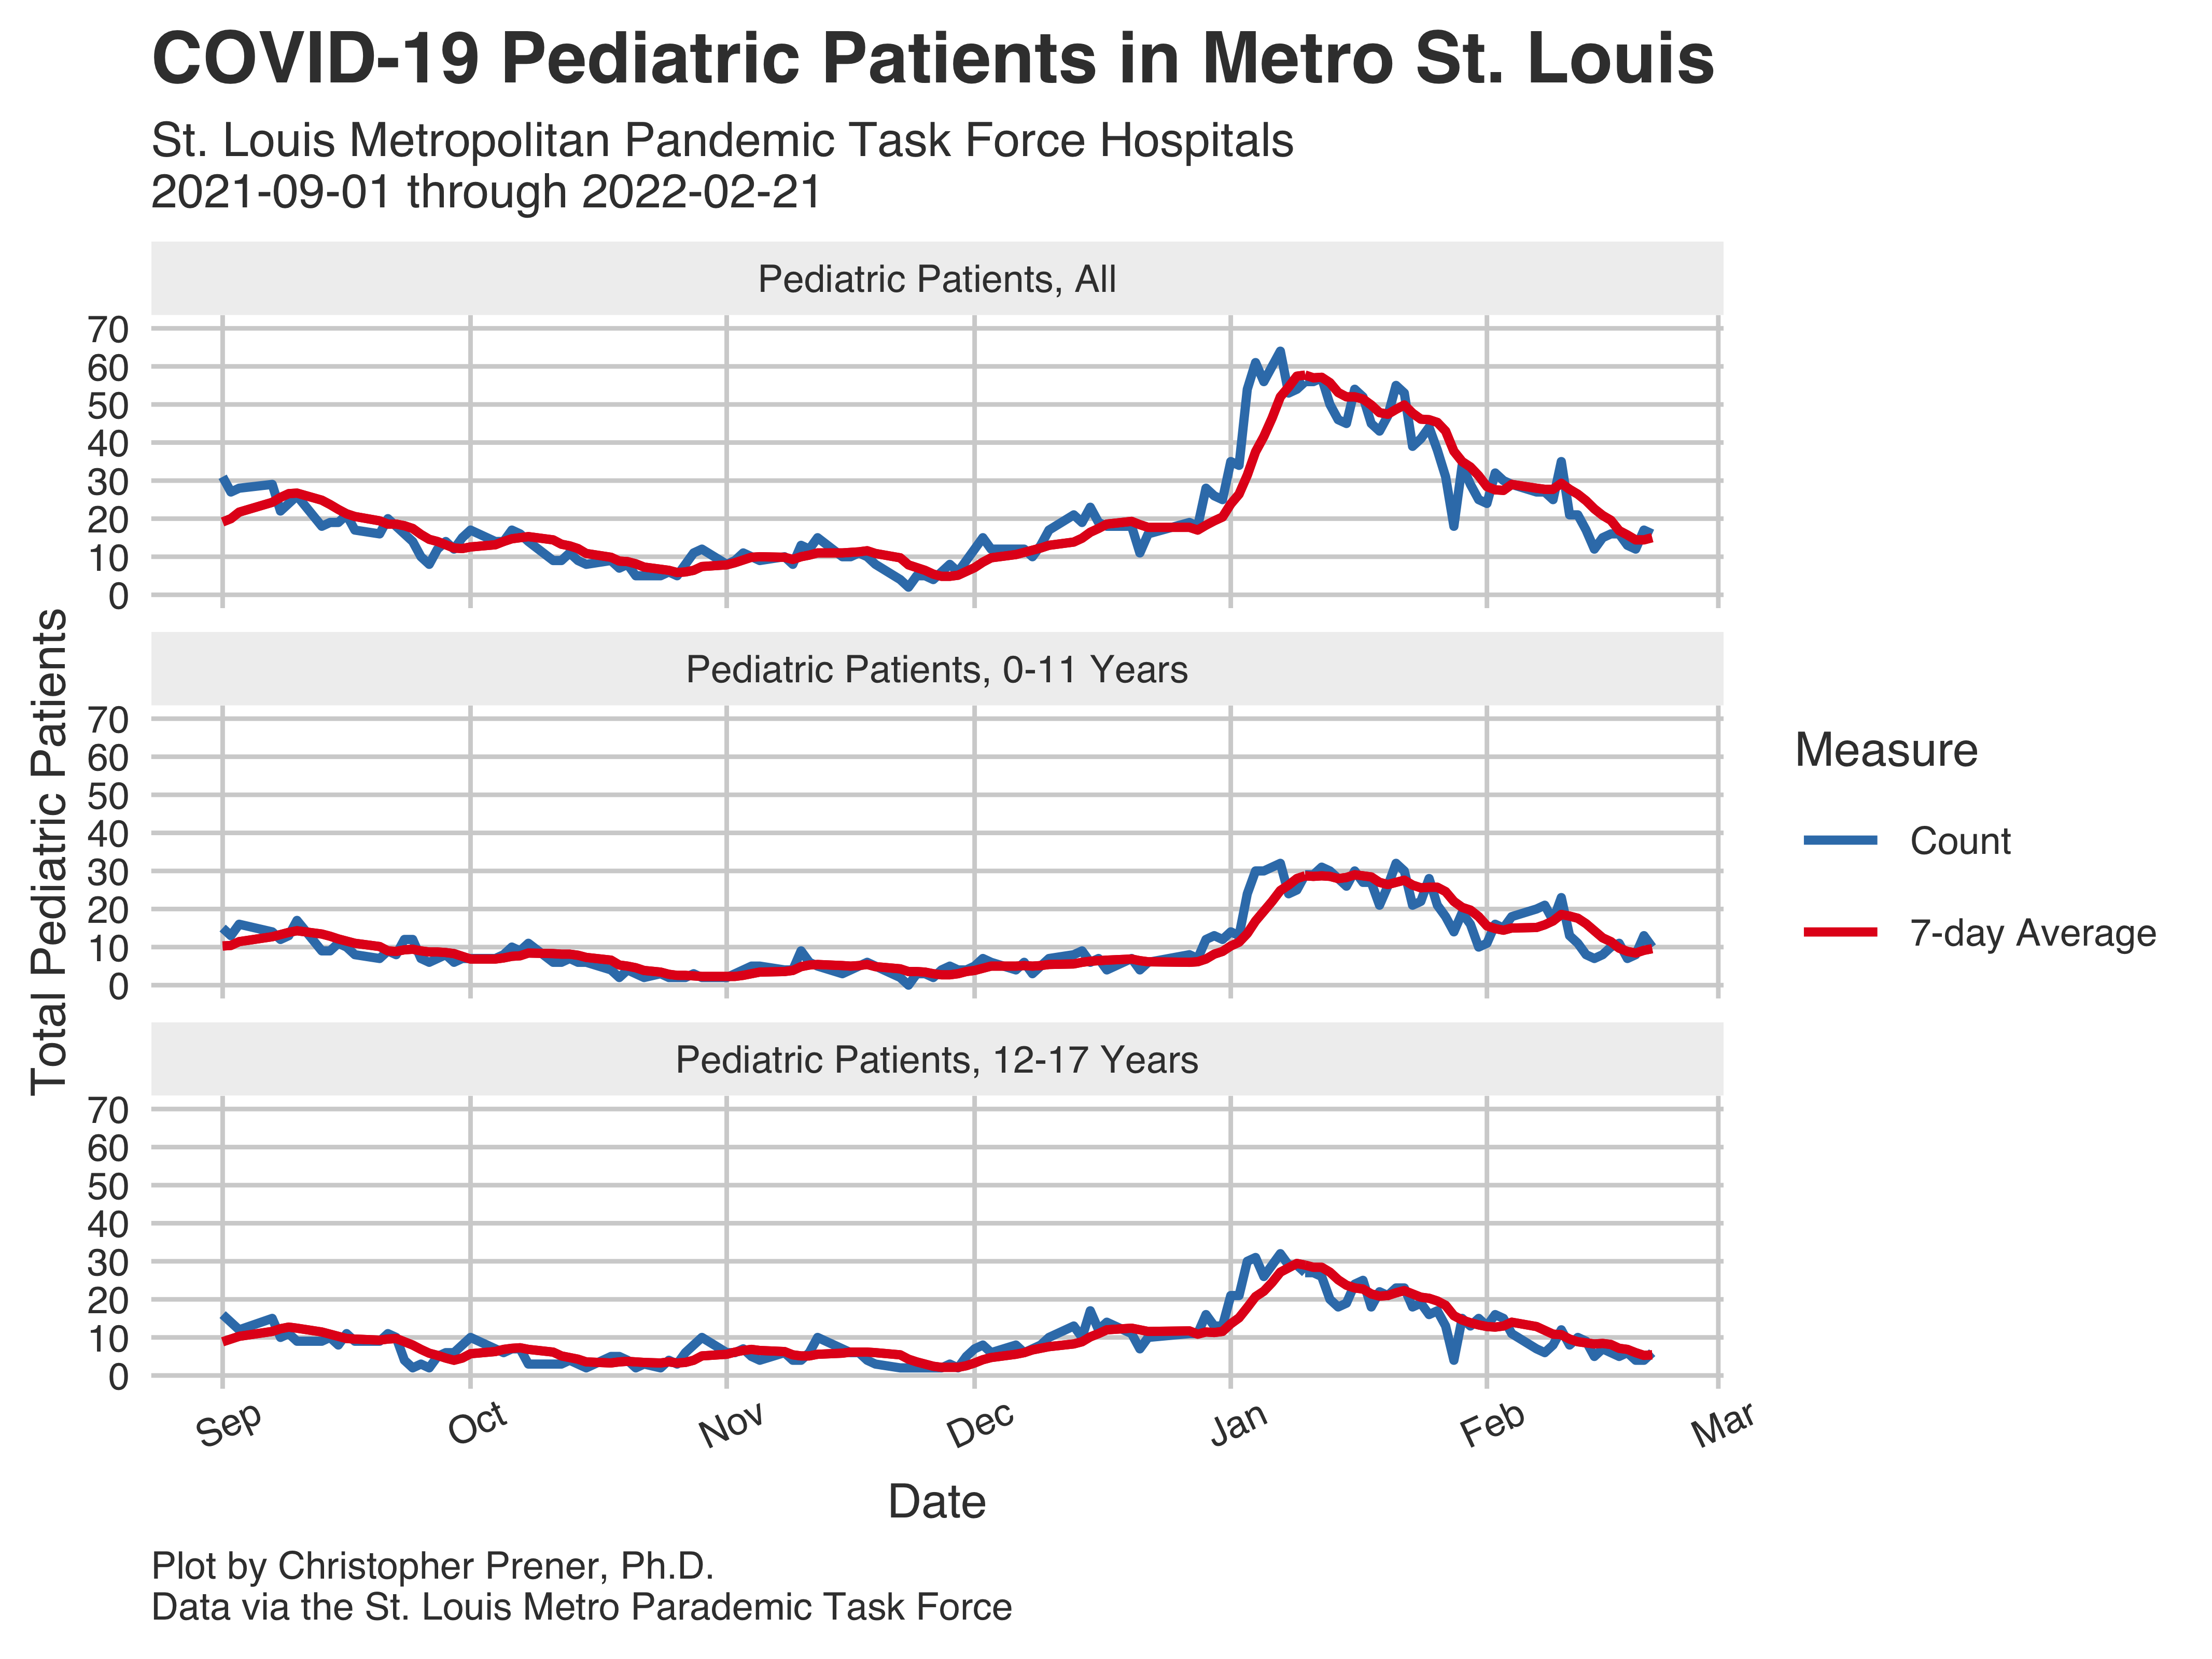 COVID-19 Pediatric Patients in Metro St. Louis
St. Louis Metropolitan Pandemic Task Force Hospitals
2021-09-01 through 2022-02-21
Pediatric Patients, All
70
60
50
40
30
20
10
0
Pediatric Patients, 0-11 Years
70
60
50
40
30
20
10
0
Pediatric Patients, 12-17 Years
70
60
50
40
30
20
10
0
Total Pediatric Patients
Sep Oct Nov Dec Jan Feb Mar
Date
Measure
Count
7-day Average
Plot by Christopher Prener, Ph.D.
Data via the St. Louis Metro Parademic Task Force